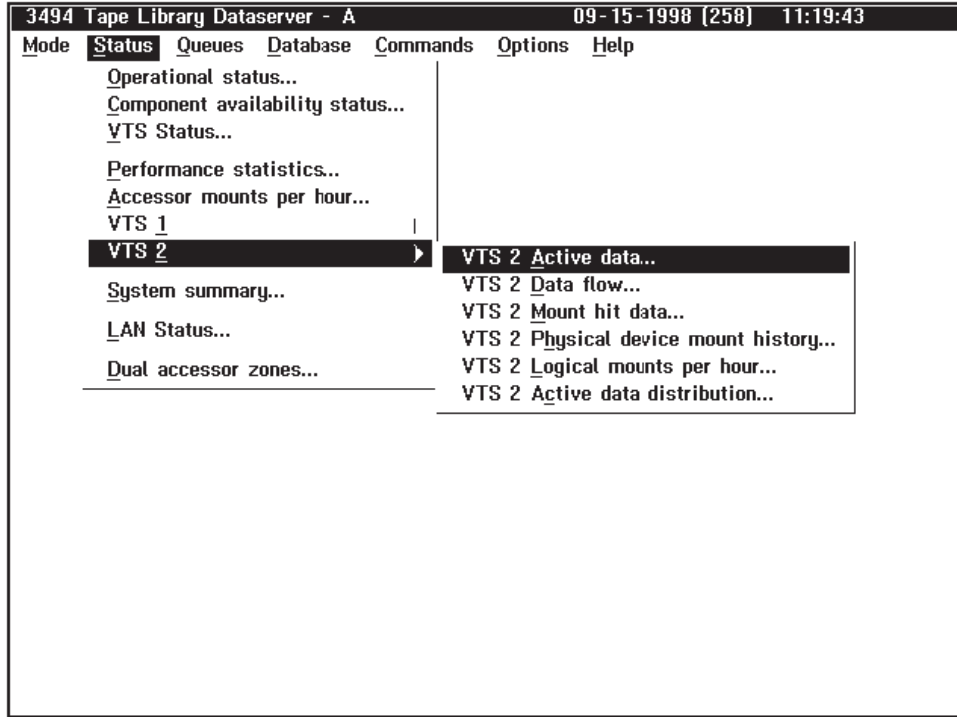 3494 Tape Library Dataserver - A 09-15-1998 (258) 11:19:43
Mode Status Queues Database Commands Options Help
Operational status...
Component availability status...
VTS Status...
Performance statistics...
Accessor mounts per hour...
VTS 1
VTS 2
System summary...
LAN Status...
Dual accessor zones...
VTS 2 Active data...
VTS 2 Data flow...
VTS 2 Mount hit data...
VTS 2 Physical device mount history...
VTS 2 Logical mounts per hour...
VTS 2 Active data distribution...